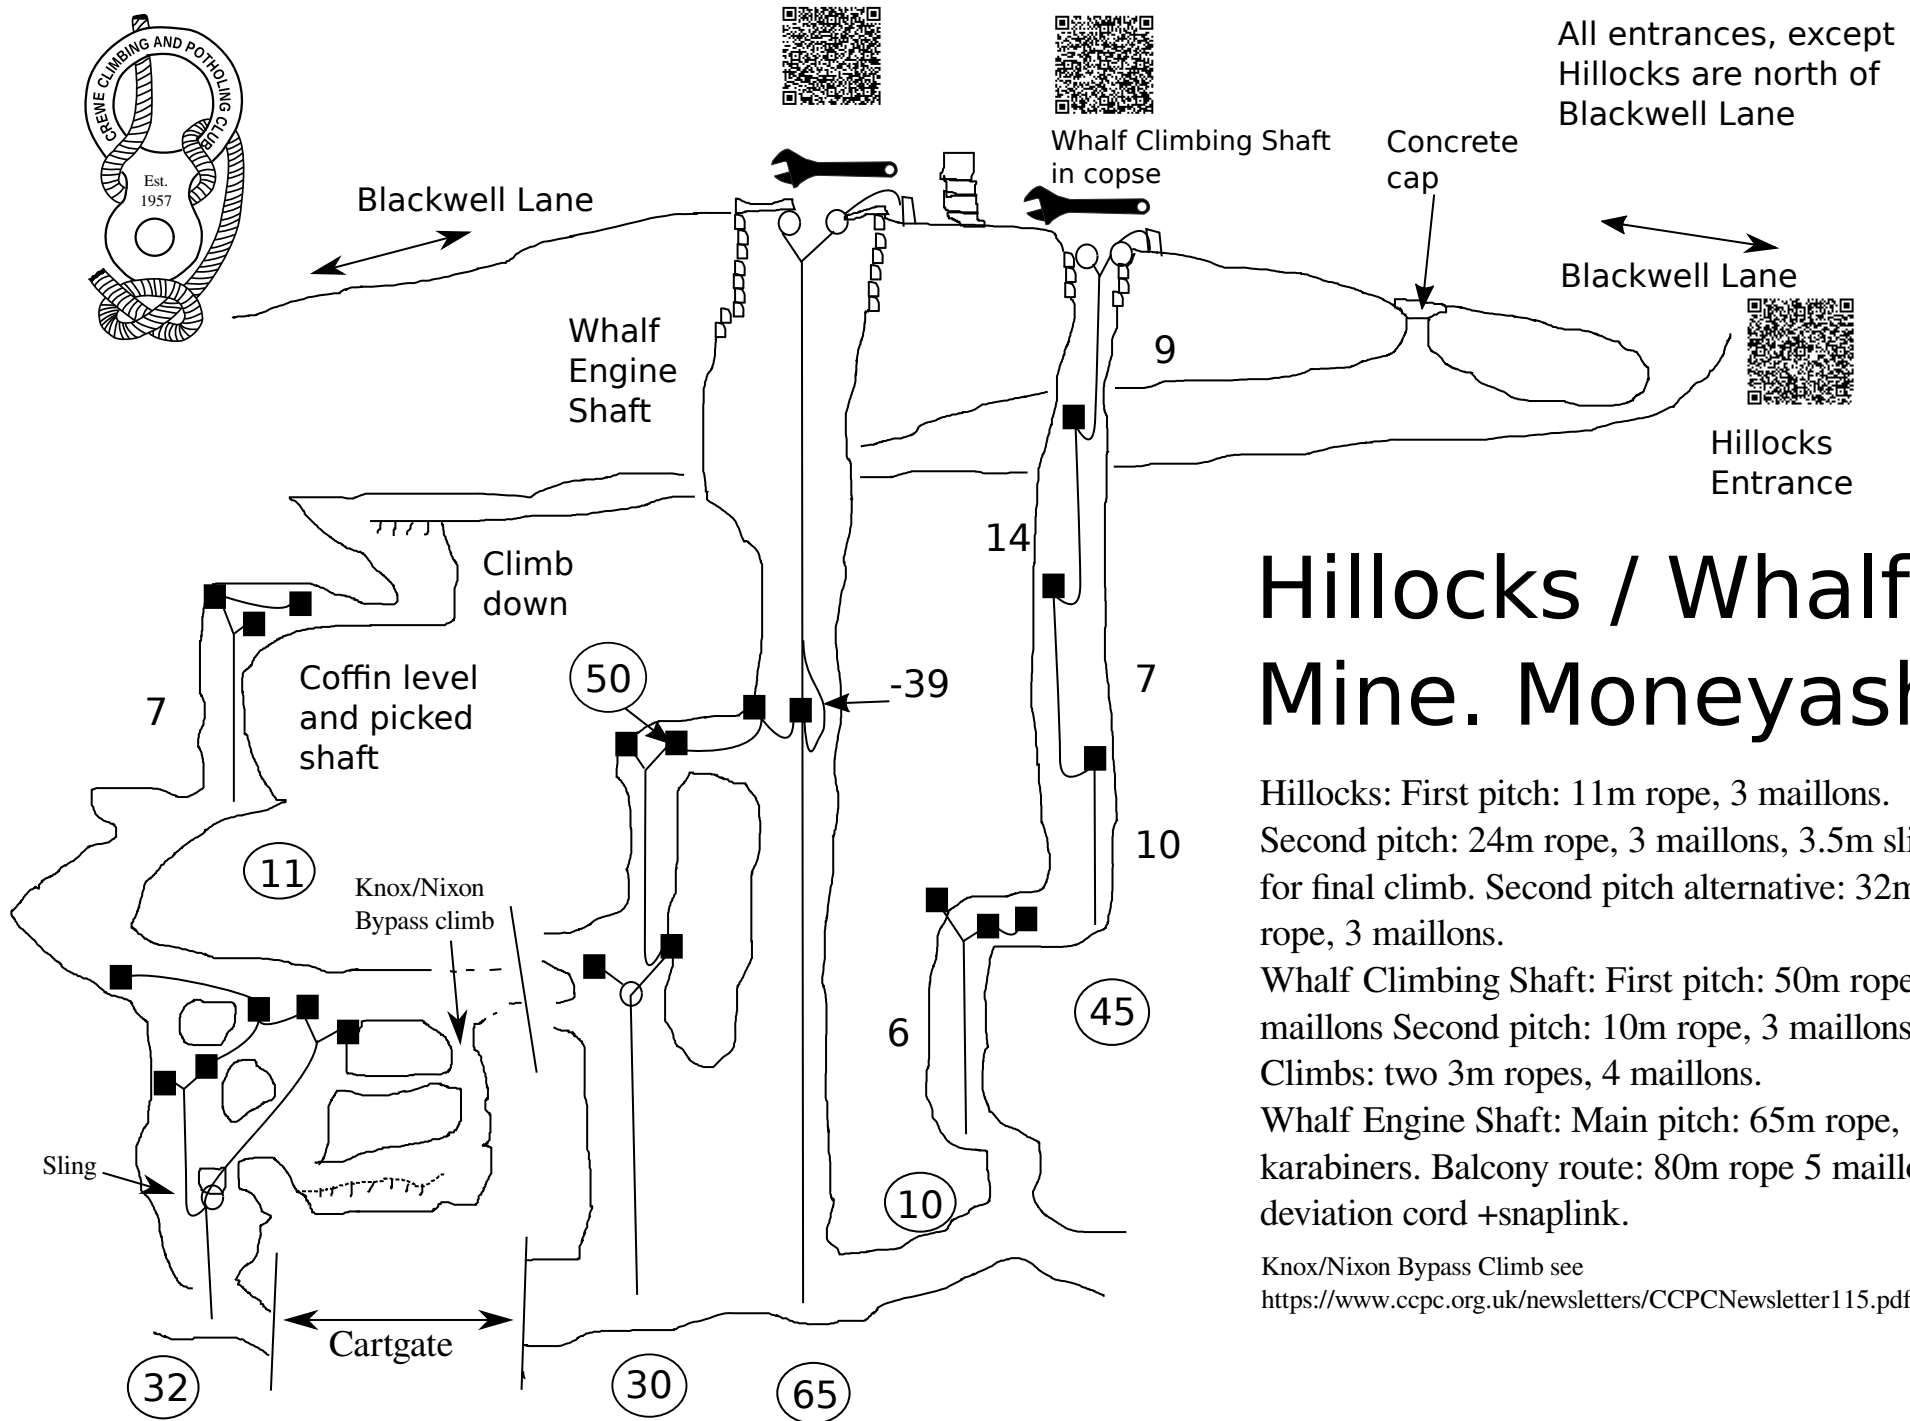 CREWE CLIMBING AND POTHOLING CLUB
Est.
1957
Blackwell Lane
Whalf Climbing Shaft
in copse
Concrete
cap
All entrances, except
Hillocks are north of
Blackwell Lane
Blackwell Lane
Whalf
Engine
Shaft
9
Hillocks
Entrance
14
Climb
down
50
-39
7
Coffin level
and picked
shaft
7
11
Knox/Nixon
Bypass climb
10
45
6
Sling
10
Cartgate
32
30
65
Hillocks / Whalf
Mine. Moneyash
Hillocks: First pitch: 11m rope, 3 maillons.
Second pitch: 24m rope, 3 maillons, 3.5m sli
for final climb. Second pitch alternative: 32m
rope, 3 maillons.
Whalf Climbing Shaft: First pitch: 50m rope
maillons Second pitch: 10m rope, 3 maillons
Climbs: two 3m ropes, 4 maillons.
Whalf Engine Shaft: Main pitch: 65m rope,
karabiners. Balcony route: 80m rope 5 maillo
deviation cord +snaplink.
Knox/Nixon Bypass Climb see
https://www.ccpc.org.uk/newsletters/CCPCNewsletter115.pdf